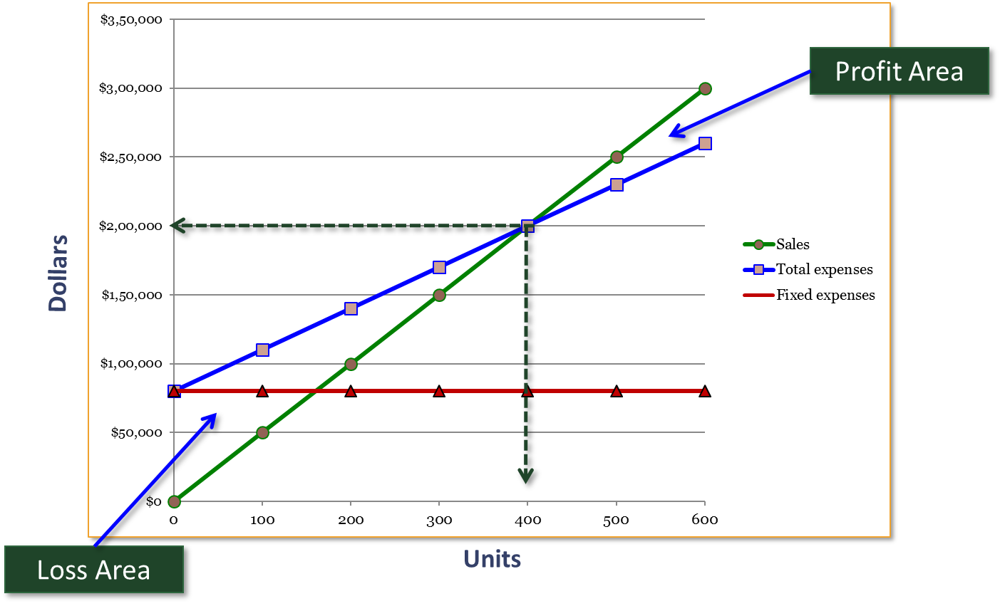 $3,50,000
Profit Area
$3,00,000
$2,50,000
$2,00,000
Dollars
Sales
Total expenses
$1,50,000
Fixed expenses
$1,00,000
$50,000
$0
0 100 200 300 400 500 600
Units
Loss Area